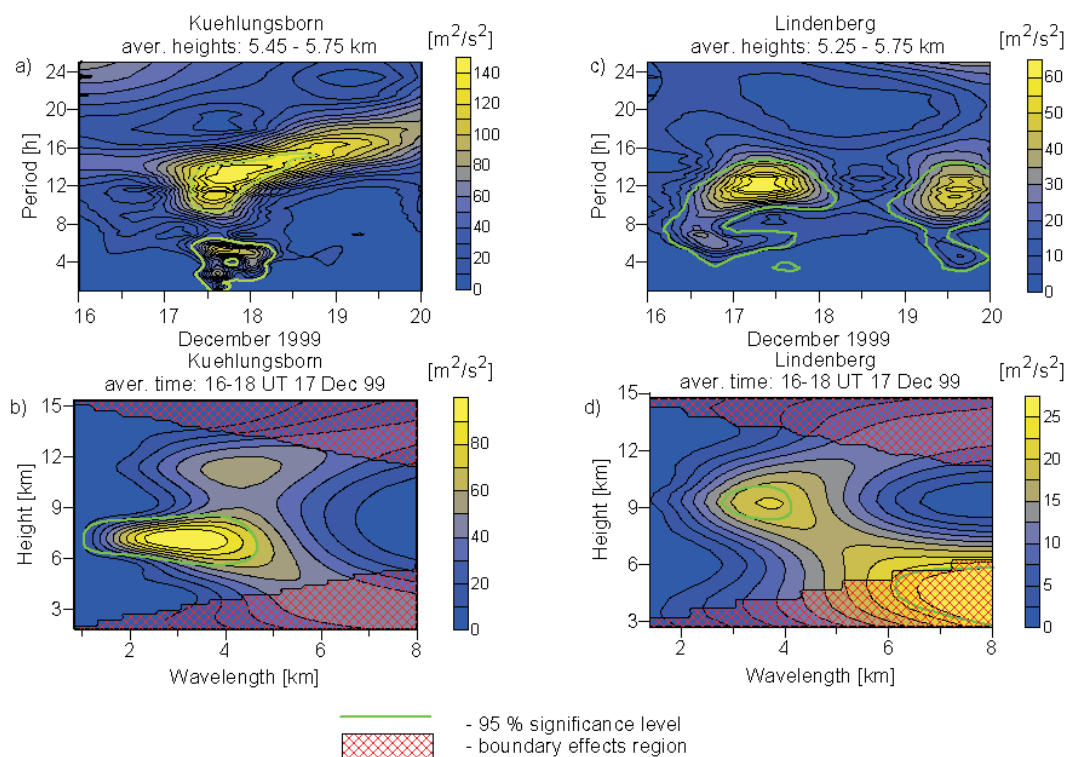 Kuehlungsborn
aver. heights: 5.45 - 5.75 km
[m²/s²]
a)
24
20
16
12
8
4
Period [h]
16 17 18 19 20
December 1999
140
120
100
80
60
40
20
0
Lindenberg
aver. heights: 5.25 - 5.75 km
[m²/s²]
c)
24
20
16
12
8
4
Period [h]
16 17 18 19 20
December 1999
60
50
40
30
20
10
0
Kuehlungsborn
aver. time: 16-18 UT 17 Dec 99
[m²/s²]
b)
15
12
9
6
3
Height [km]
2 4 6 8
Wavelength [km]
80
60
40
20
0
Lindenberg
aver. time: 16-18 UT 17 Dec 99
[m²/s²]
d)
15
12
9
6
3
Height [km]
2 4 6 8
Wavelength [km]
25
20
15
10
5
0
- 95 % significance level
- boundary effects region